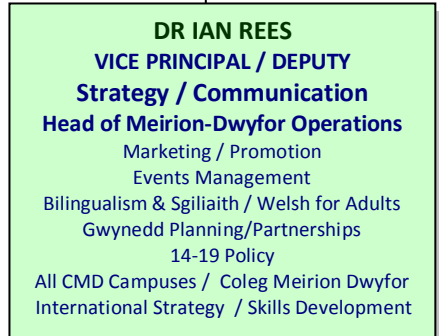 DR IAN REES
VICE PRINCIPAL / DEPUTY
Strategy / Communication
Head of Meirion-Dwyfor Operations
Marketing / Promotion
Events Management
Bilingualism & Sgiliaith / Welsh for Adults
Gwynedd Planning/Partnerships
14-19 Policy
All CMD Campuses / Coleg Meirion Dwyfor
International Strategy / Skills Development